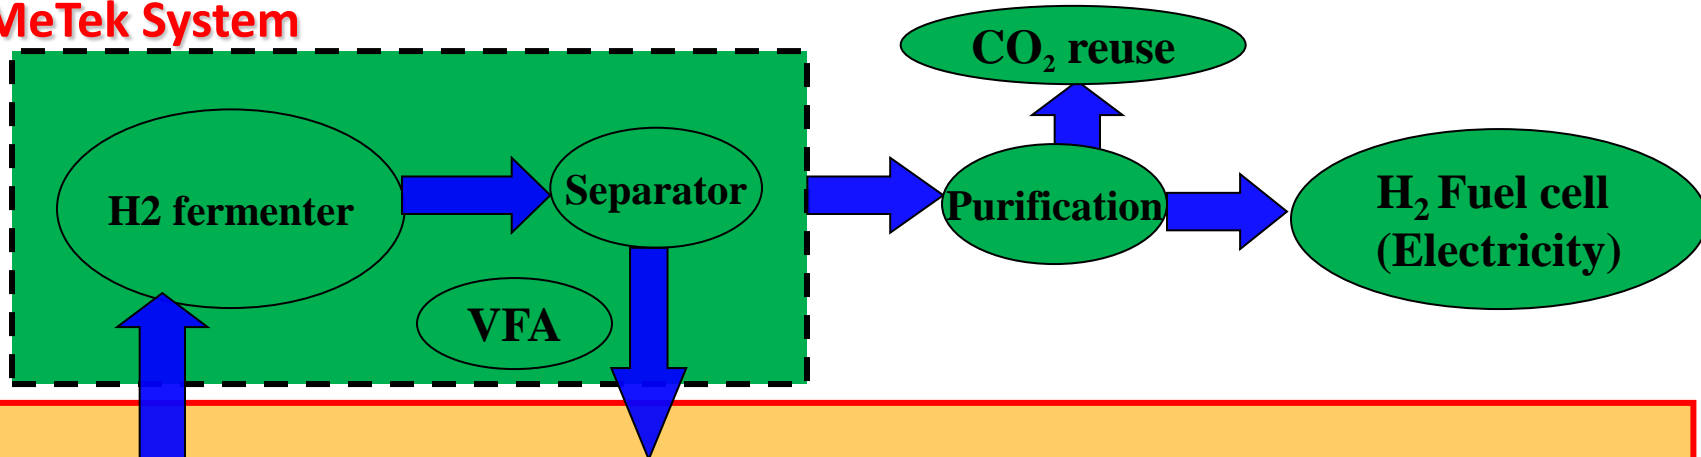 MeTek System
CO₂ reuse
H2 fermenter
Separator
Purification
H₂ Fuel cell
(Electricity)
VFA